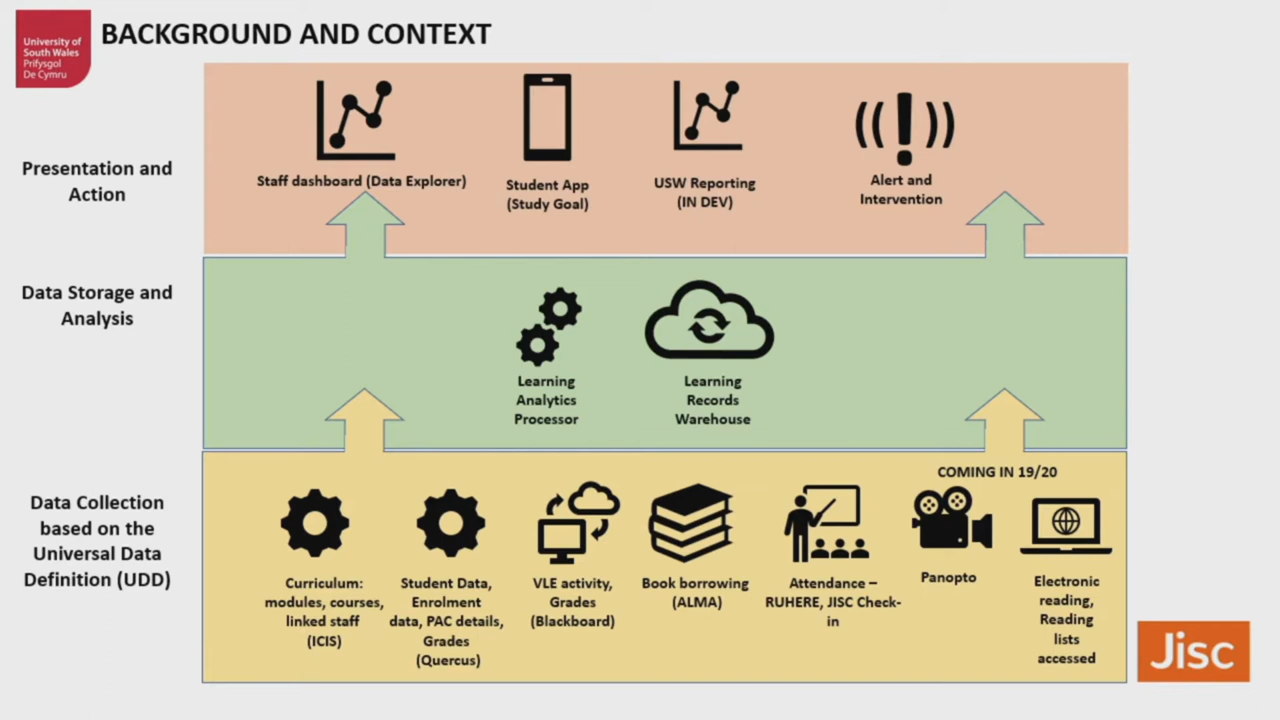 University of
South Wales
Prifysgol
De Cymru
BACKGROUND AND CONTEXT
Presentation and
Action
Staff dashboard (Data Explorer)
Student App
(Study Goal)
USW Reporting
(IN DEV)
Alert and
Intervention
Data Storage and
Analysis
Learning
Analytics
Processor
Learning
Records
Warehouse
Data Collection
based on the
Universal Data
Definition (UDD)
COMING IN 19/20
Curriculum:
modules, courses,
linked staff
(ICIS)
Student Data,
Enrolment
data, PAC details,
Grades
(Quercus)
VLE activity,
Grades
(Blackboard)
Book borrowing
(ALMA)
Attendance –
RUHERE, JISC Check-
in
Panopto
Electronic
reading,
Reading
lists
accessed
Jisc